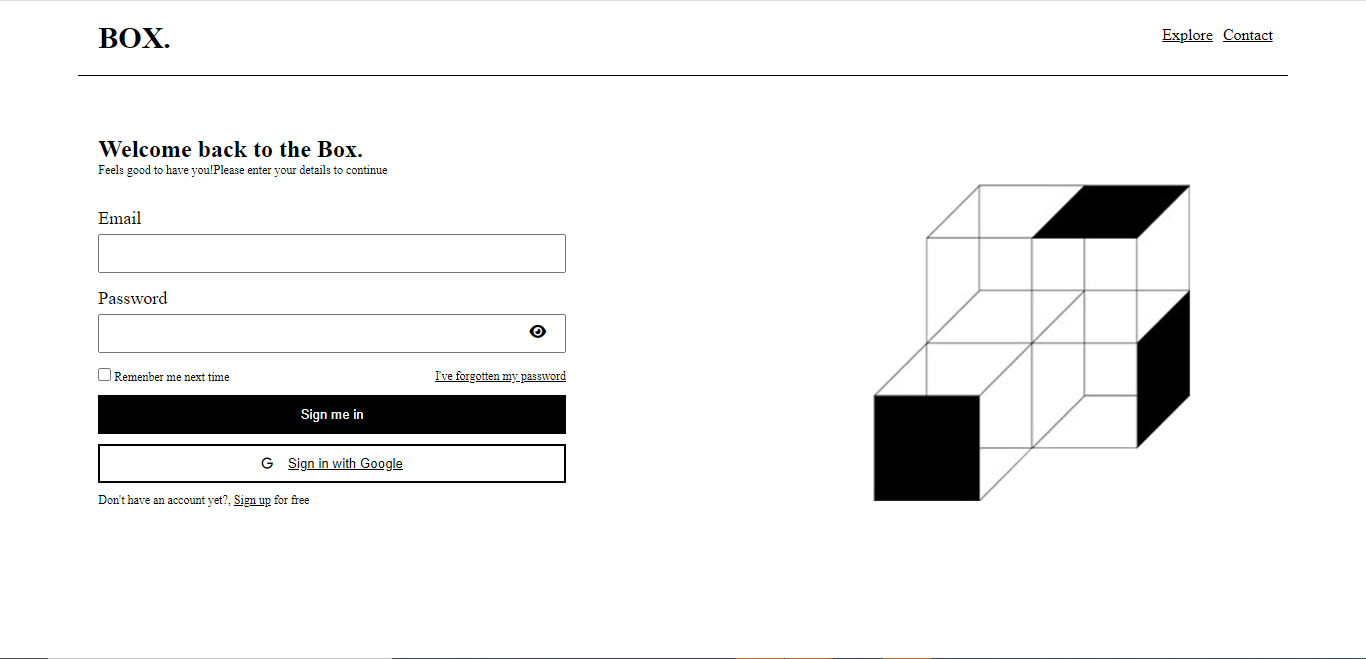 BOX.
Explore Contact
Welcome back to the Box.
Feels good to have you!Please enter your details to continue
Email
Password
Remenber me next time I've forgotten my password
Sign me in
G Sign in with Google
Don't have an account yet?, Sign up for free